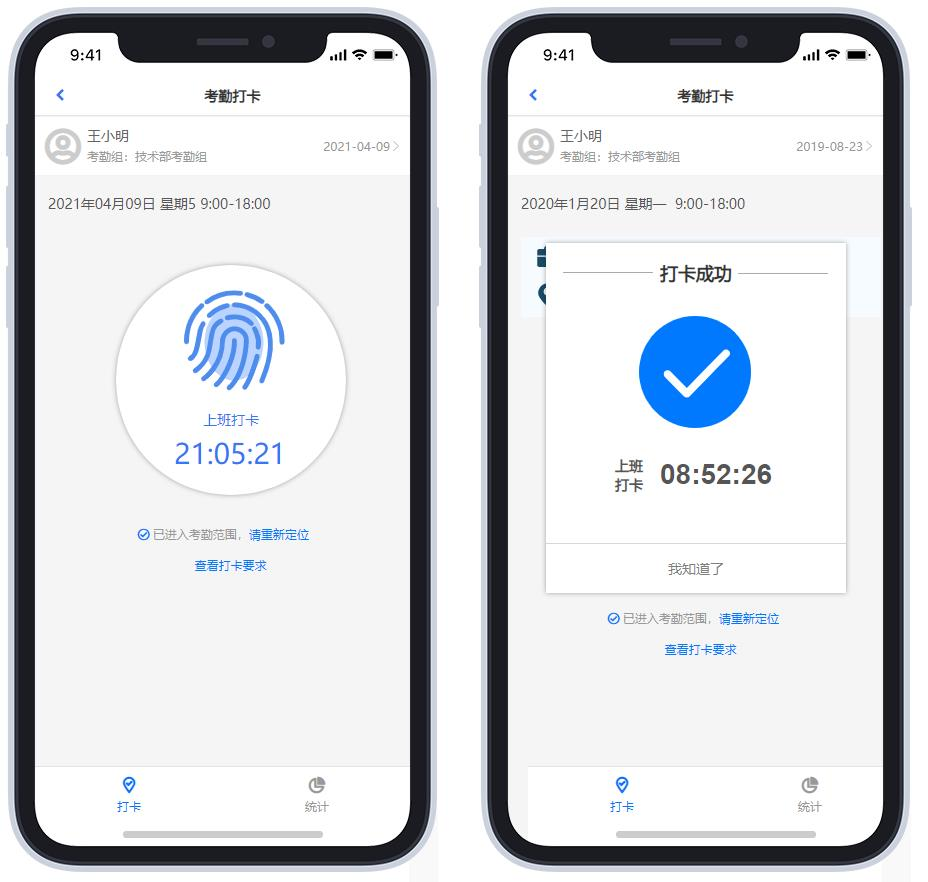 9:41
考勤打卡
王小明
考勤组：技术部考勤组
2021-04-09
2021年04月09日 星期5 9:00-18:00
上班打卡
21:05:21
已进入考勤范围，请重新定位
查看打卡要求
打卡
统计
9:41
考勤打卡
王小明
考勤组：技术部考勤组
2019-08-23
2020年1月20日 星期一 9:00-18:00
打卡成功
上班
打卡
08:52:26
我知道了
已进入考勤范围，请重新定位
查看打卡要求
打卡
统计